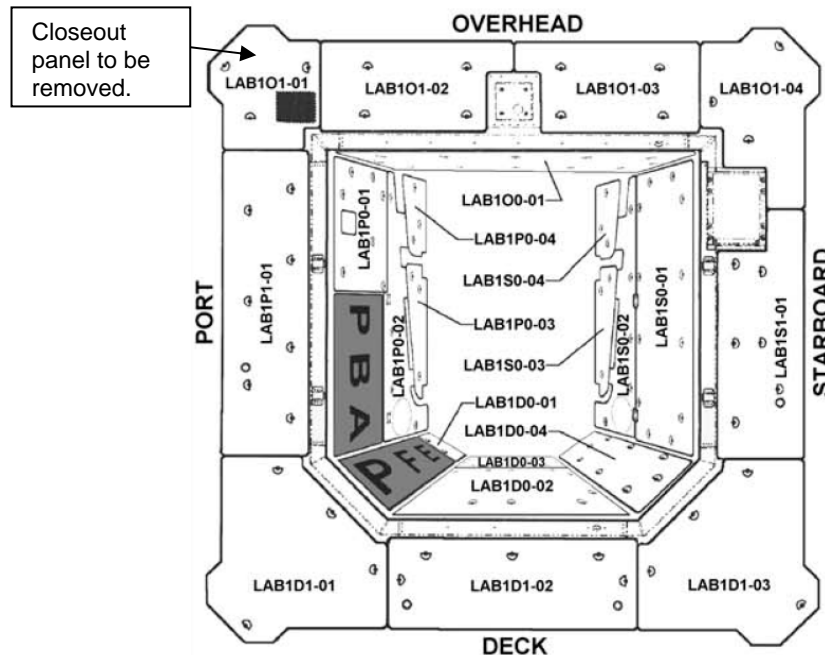 OVERHEAD
Closeout
panel to be
removed.
LAB1O1-01
LAB1O1-02
LAB1O1-03
LAB1O1-04
LAB1O0-01
LAB1P0-01
LAB1P0-04
LAB1S0-04
LAB1P0-03
LAB1S0-03
LAB1P0-02
LAB1S0-02
LAB1S0-01
LAB1P1-01
LAB1S1-01
PORT
STARBOARD
PBA
PFE
LAB1D0-01
LAB1D0-04
LAB1D0-03
LAB1D0-02
LAB1D1-01
LAB1D1-02
LAB1D1-03
DECK